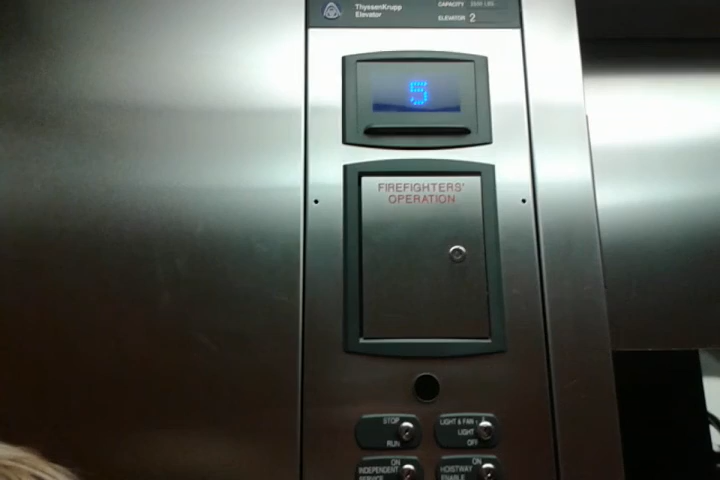 ThyssenKrupp
Elevator
CAPACITY
ELEVATOR 2
5
FIREFIGHTERS'
OPERATION
STOP
RUN
LIGHT & FAN
LIGHT
OFF
ON
INDEPENDENT
SERVICE
ON
HOISTWAY
ENABLE